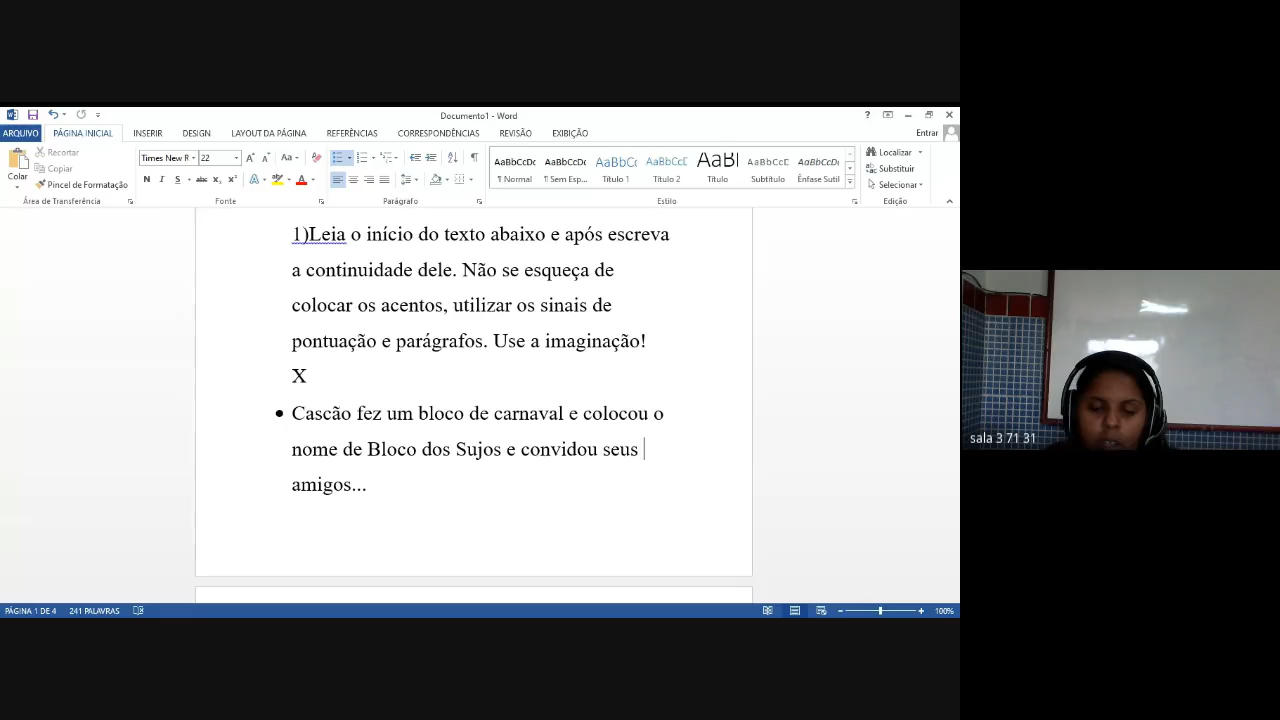 Documento1 - Word
Entrar
ARQUIVO PÁGINA INICIAL INSERIR DESIGN LAYOUT DA PÁGINA REFERÊNCIAS CORRESPONDÊNCIAS REVISÃO EXIBIÇÃO
Colar
Recortar
Copiar
Pincel de Formatação
Área de Transferência
Times New R 22
N I S abc x₂ x²
Fonte
Parágrafo
AaBbCcDc AaBbCcDc AaBbCc AaBbCcE AaBl AaBbCcD AaBbCcDc
¶ Normal ¶ Sem Esp... Título 1 Título 2 Título Subtítulo Ênfase Sutil
Estilo
Localizar
Substituir
Selecionar
Edição
1)Leia o início do texto abaixo e após escreva
a continuidade dele. Não se esqueça de
colocar os acentos, utilizar os sinais de
pontuação e parágrafos. Use a imaginação!
X
• Cascão fez um bloco de carnaval e colocou o
nome de Bloco dos Sujos e convidou seus
amigos...
sala 3 71 31
PÁGINA 1 DE 4 241 PALAVRAS
100%